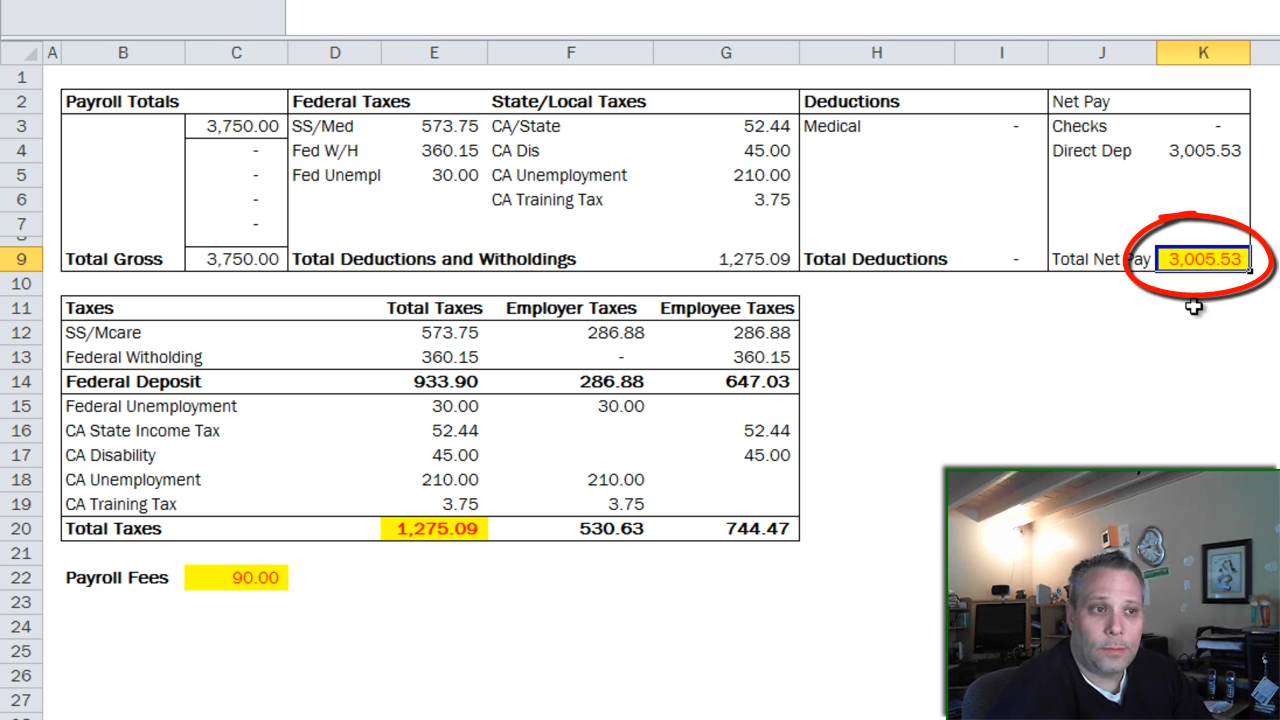 A B C D E F G H I J K
1
2 Payroll Totals Federal Taxes State/Local Taxes Deductions Net Pay
3 3,750.00 SS/Med 573.75 CA/State 52.44 Medical - Checks -
4 - Fed W/H 360.15 CA Dis 45.00 Direct Dep 3,005.53
5 - Fed Unempl 30.00 CA Unemployment 210.00
6 - CA Training Tax 3.75
7 -
9 Total Gross 3,750.00 Total Deductions and Witholdings 1,275.09 Total Deductions - Total Net Pay 3,005.53
10
11 Taxes Total Taxes Employer Taxes Employee Taxes
12 SS/Mcare 573.75 286.88 286.88
13 Federal Witholding 360.15 - 360.15
14 Federal Deposit 933.90 286.88 647.03
15 Federal Unemployment 30.00 30.00
16 CA State Income Tax 52.44 52.44
17 CA Disability 45.00 45.00
18 CA Unemployment 210.00 210.00
19 CA Training Tax 3.75 3.75
20 Total Taxes 1,275.09 530.63 744.47
21
22 Payroll Fees 90.00
23
24
25
26
27